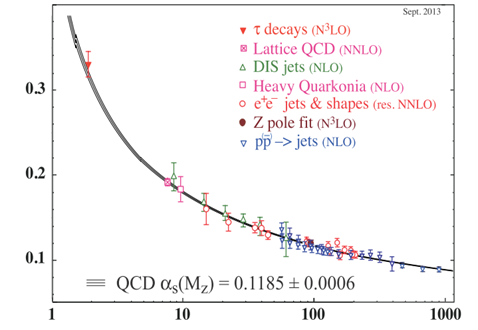 Sept. 2013
τ decays (N³LO)
Lattice QCD (NNLO)
DIS jets (NLO)
Heavy Quarkonia (NLO)
e⁺e⁻ jets & shapes (res. NNLO)
Z pole fit (N³LO)
pp̄ –> jets (NLO)
0.3
0.2
0.1
QCD αs(Mz) = 0.1185 ± 0.0006
1 10 100 1000